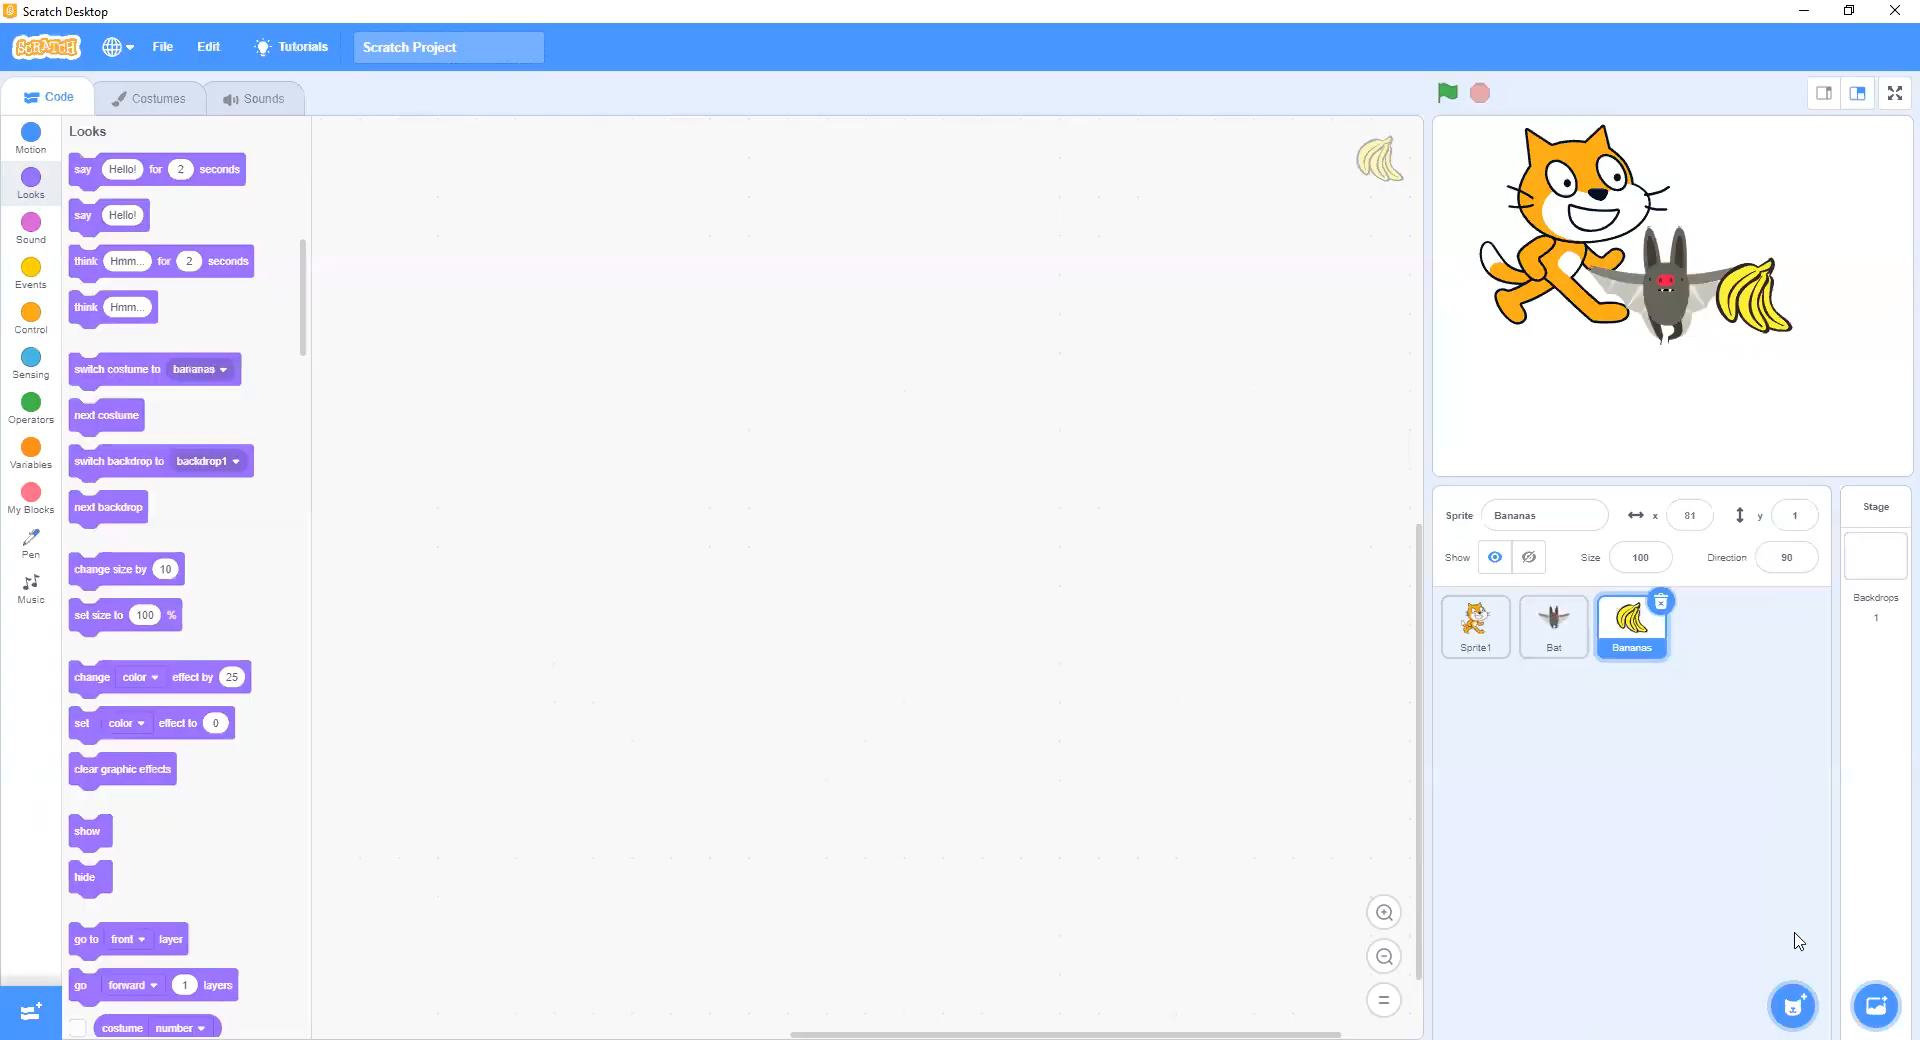 Scratch Desktop
SCRATCH File Edit Tutorials Scratch Project
Code Costumes Sounds
Motion
Looks
Sound
Events
Control
Sensing
Operators
Variables
My Blocks
Pen
Music
Looks
say Hello! for 2 seconds
say Hello!
think Hmm... for 2 seconds
think Hmm...
switch costume to bananas
next costume
switch backdrop to backdrop1
next backdrop
change size by 10
set size to 100 %
change color effect by 25
set color effect to 0
clear graphic effects
show
hide
go to front layer
go forward 1 layers
costume number
Sprite Bananas x 81 y 1
Show Size 100 Direction 90
Sprite1 Bat Bananas
Stage
Backdrops
1